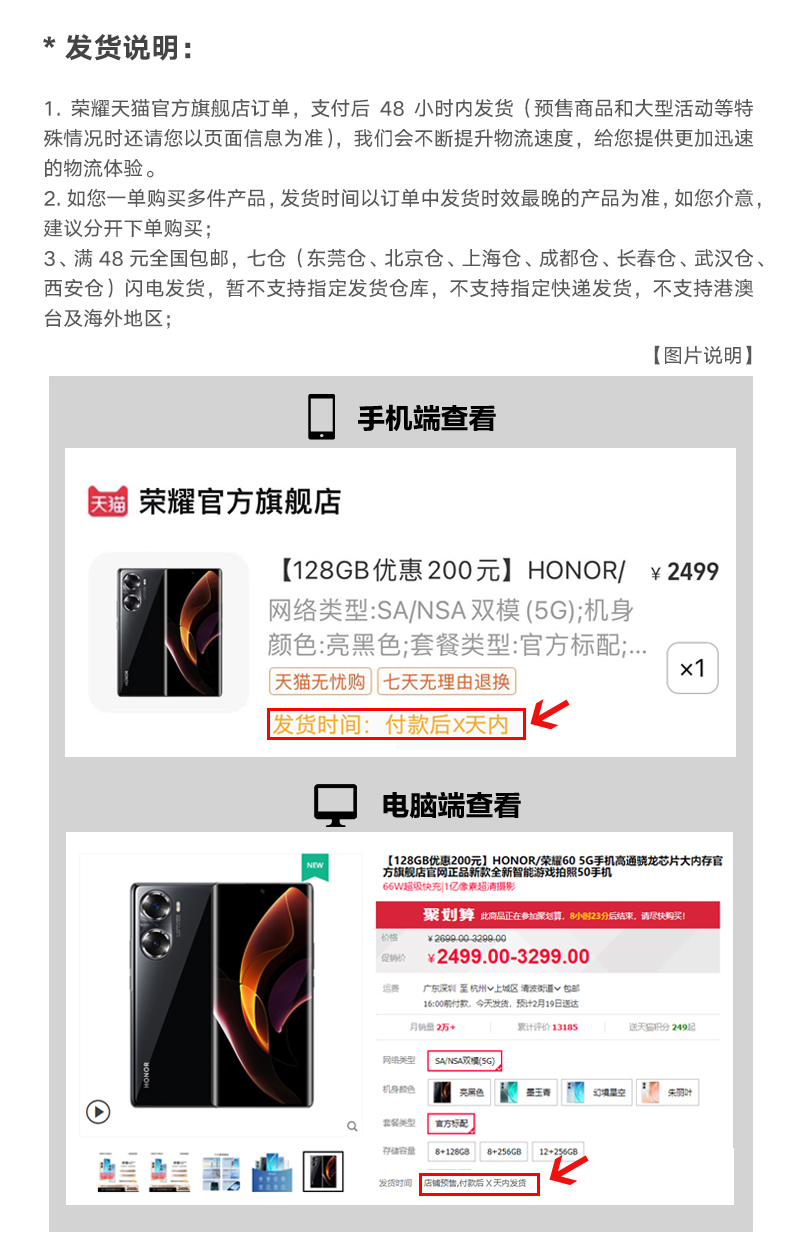 * 发货说明：
1. 荣耀天猫官方旗舰店订单，支付后 48 小时内发货（预售商品和大型活动等特
殊情况时还请您以页面信息为准），我们会不断提升物流速度，给您提供更加迅速
的物流体验。
2. 如您一单购买多件产品，发货时间以订单中发货时效最晚的产品为准，如您介意，
建议分开下单购买；
3、满 48 元全国包邮，七仓（东莞仓、北京仓、上海仓、成都仓、长春仓、武汉仓、
西安仓）闪电发货，暂不支持指定发货仓库，不支持指定快递发货，不支持港澳
台及海外地区；
【图片说明】
手机端查看
天猫 荣耀官方旗舰店
【128GB优惠200元】HONOR/ ¥ 2499
网络类型:SA/NSA双模(5G);机身
颜色:亮黑色;套餐类型:官方标配;...
×1
天猫无忧购 七天无理由退换
发货时间：付款后X天内
HONOR
电脑端查看
NEW
【128GB优惠200元】HONOR/荣耀60 5G手机高通骁龙芯片大内存官
方旗舰店官网正品新款全新智能游戏拍照50手机
66W超级快充|1亿像素超清摄影
聚划算 此商品正在参加聚划算，8小时23分后结束，请尽快购买！
价格 ¥2699.00-3299.00
促销价 ¥2499.00-3299.00
运费 广东深圳 至 杭州 上城区 清波街道 包邮
16:00前付款，今天发货，预计2月19日送达
月销量 2万+ 累计评价 13185 送天猫积分 249起
网络类型 SA/NSA双模(5G)
机身颜色 亮黑色 墨玉青 幻境星空 朱丽叶
套餐类型 官方标配
存储容量 8+128GB 8+256GB 12+256GB
发货时间 店铺预售,付款后 X 天内发货
HONOR